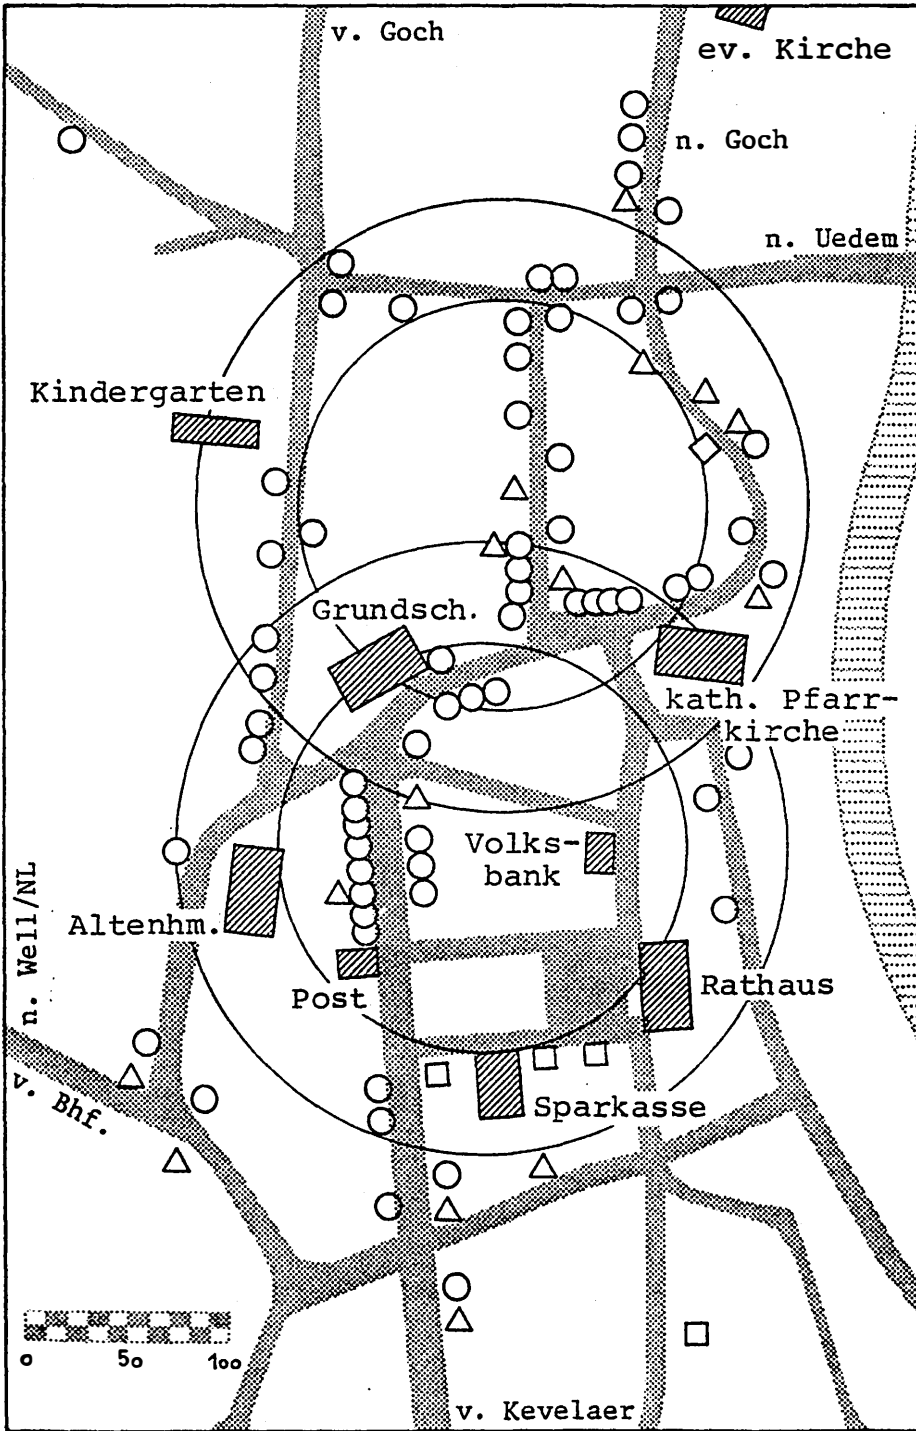 v. Goch
ev. Kirche
n. Goch
n. Uedem
Kindergarten
Grundsch.
kath. Pfarr-
kirche
Volks-
bank
n. Well/NL
Altenhm.
Post
Rathaus
v. Bhf.
Sparkasse
0 50 100
v. Kevelaer